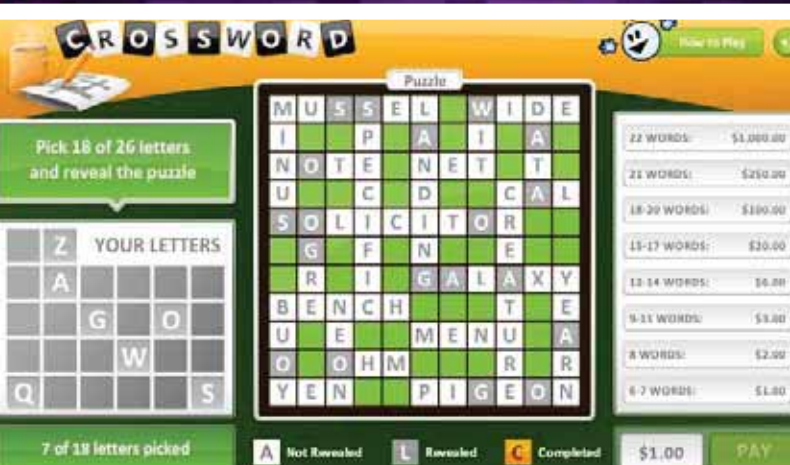 CROSSWORD
How to Play
Puzzle
Pick 18 of 26 letters
and reveal the puzzle
YOUR LETTERS
Z
A
G O
W
Q S
7 of 18 letters picked
MUSSEL WIDE
I P A I A
NOTE NET T
U C D CAL
SOLICITOR
G F N E
R I GALAXY
BENCH T E
U E MENU A
O OHM R R
YEN PIGEON
A Not Revealed L Revealed C Completed
22 WORDS: $1,000.00
21 WORDS: $250.00
18-20 WORDS: $100.00
15-17 WORDS: $20.00
12-14 WORDS: $6.00
9-11 WORDS: $3.00
8 WORDS: $2.00
6-7 WORDS: $1.00
$1.00 PAY